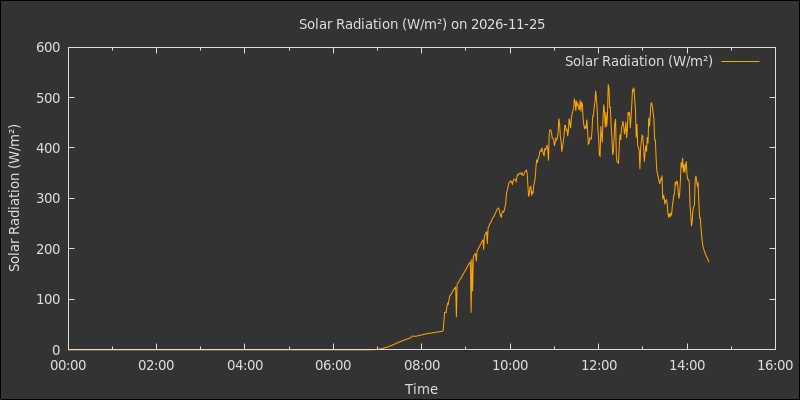 Solar Radiation (W/m²) on 2026-11-25
Solar Radiation (W/m²)
Solar Radiation (W/m²)
600
500
400
300
200
100
0
00:00 02:00 04:00 06:00 08:00 10:00 12:00 14:00 16:00
Time